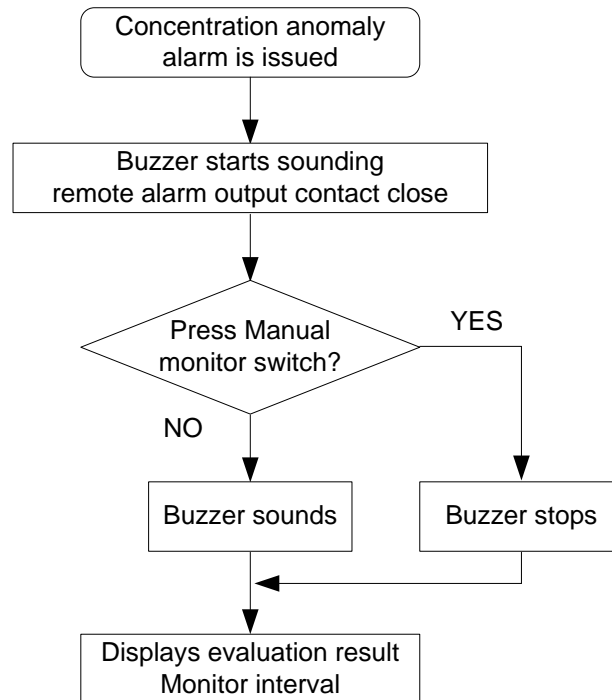 Concentration anomaly
alarm is issued
Buzzer starts sounding
remote alarm output contact close
Press Manual
monitor switch?
YES
NO
Buzzer sounds
Buzzer stops
Displays evaluation result
Monitor interval